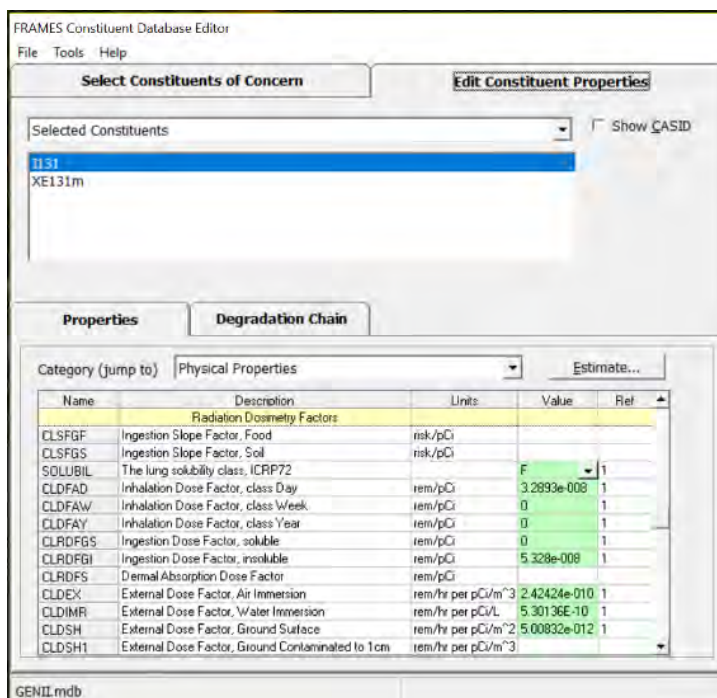 FRAMES Constituent Database Editor
File Tools Help
Select Constituents of Concern Edit Constituent Properties
Selected Constituents Show CASID
I131
XE131m
Properties Degradation Chain
Category (jump to) Physical Properties Estimate...
Name Description Units Value Ref
Radiation Dosimetry Factors
CLSFGF Ingestion Slope Factor, Food risk/pCi
CLSFGS Ingestion Slope Factor, Soil risk/pCi
SOLUBIL The lung solubility class, ICRP72 F 1
CLDFAD Inhalation Dose Factor, class Day rem/pCi 3.2893e-008 1
CLDFAW Inhalation Dose Factor, class Week rem/pCi 0 1
CLDFAY Inhalation Dose Factor, class Year rem/pCi 0 1
CLRDFGS Ingestion Dose Factor, soluble rem/pCi 0 1
CLRDFGI Ingestion Dose Factor, insoluble rem/pCi 5.328e-008 1
CLRDFS Dermal Absorption Dose Factor rem/pCi
CLDEX External Dose Factor, Air Immersion rem/hr per pCi/m^3 2.42424e-010 1
CLDIMR External Dose Factor, Water Immersion rem/hr per pCi/L 5.30136E-10 1
CLDSH External Dose Factor, Ground Surface rem/hr per pCi/m^2 5.00832e-012 1
CLDSH1 External Dose Factor, Ground Contaminated to 1cm rem/hr per pCi/m^3
GENII.mdb